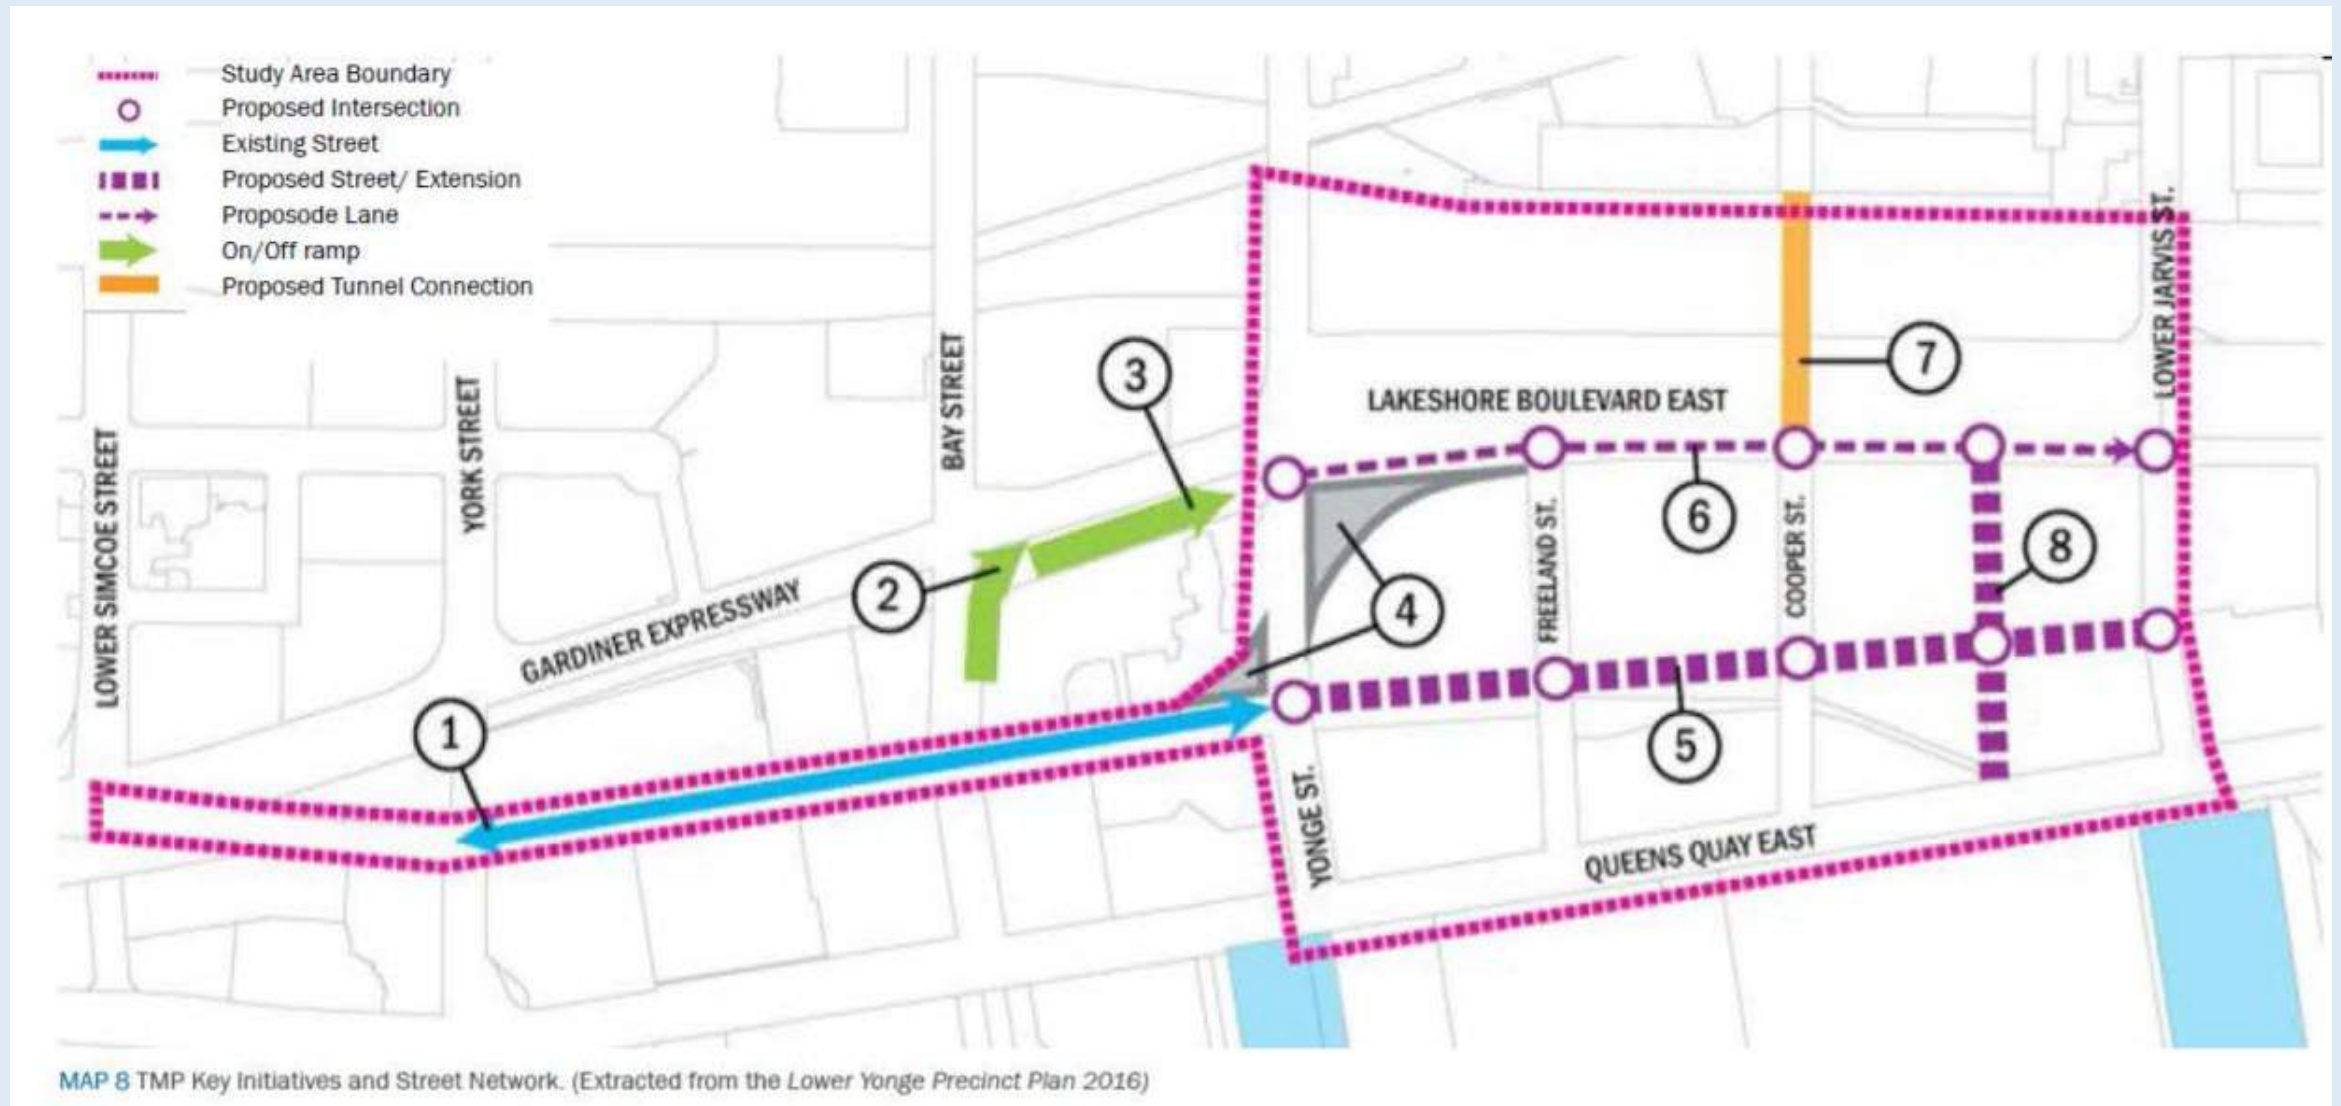 Study Area Boundary
Proposed Intersection
Existing Street
Proposed Street/ Extension
Proposode Lane
On/Off ramp
Proposed Tunnel Connection
LOWER SIMCOE STREET
YORK STREET
BAY STREET
GARDINER EXPRESSWAY
LAKESHORE BOULEVARD EAST
LOWER JARVIS ST.
FREELAND ST.
COOPER ST.
YONGE ST.
QUEENS QUAY EAST
1
2
3
4
5
6
7
8
MAP 8 TMP Key Initiatives and Street Network. (Extracted from the Lower Yonge Precinct Plan 2016)